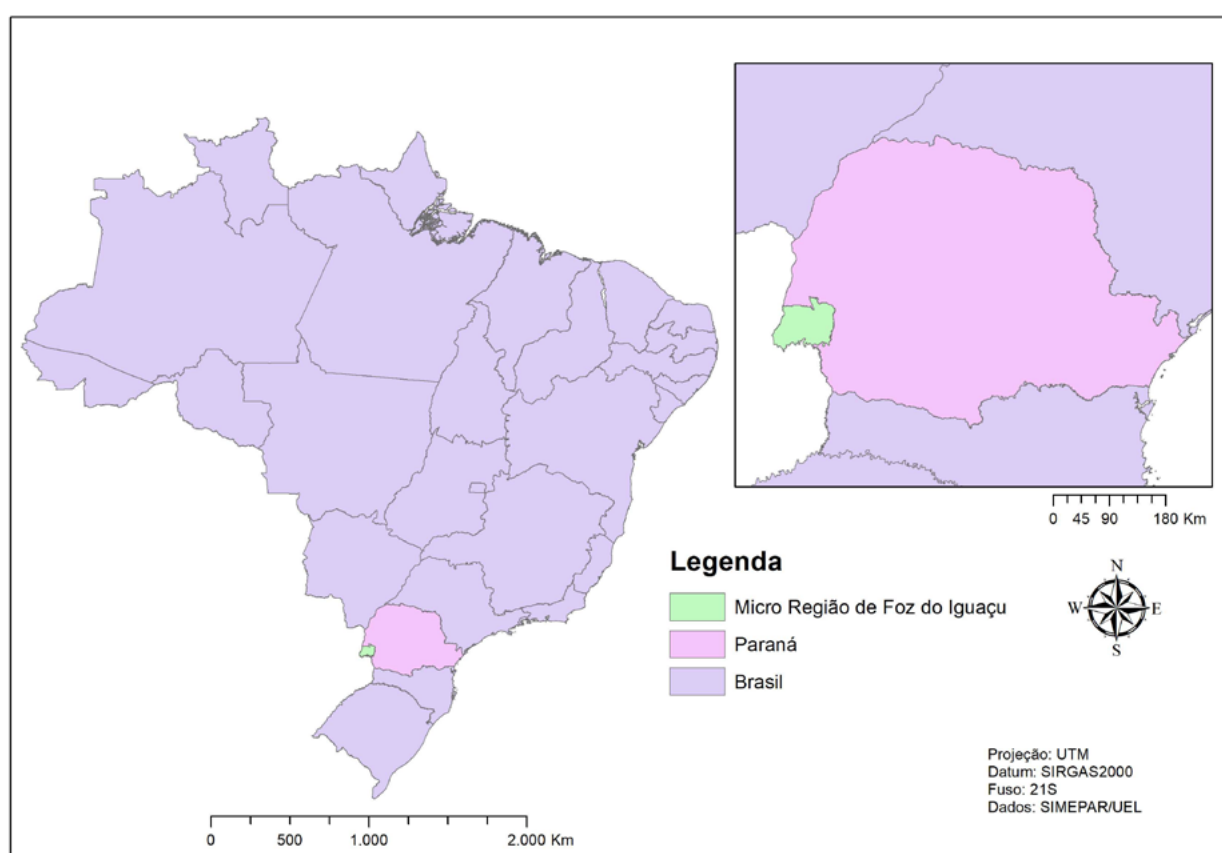 0 45 90 180 Km
Legenda
Micro Região de Foz do Iguaçu
Paraná
Brasil
N
W E
S
Projeção: UTM
Datum: SIRGAS2000
Fuso: 21S
Dados: SIMEPAR/UEL
0 500 1.000 2.000 Km